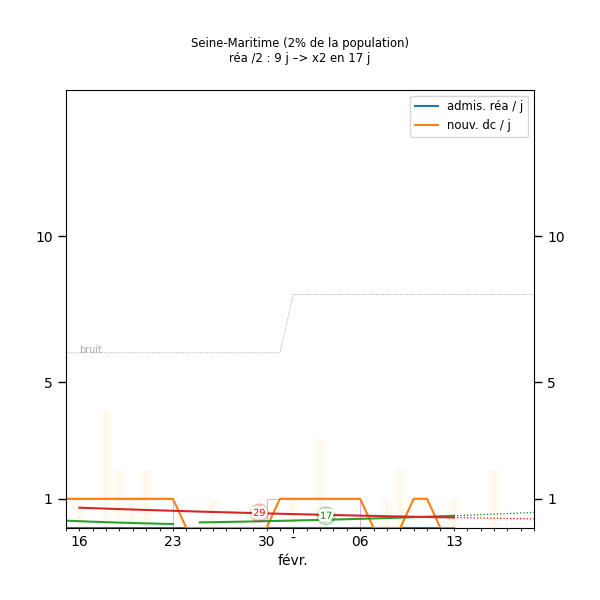 Seine-Maritime (2% de la population)
réa /2 : 9 j –> x2 en 17 j
admis. réa / j
nouv. dc / j
10 10
bruit
5 5
1 1
29 17
16 23 30 - 06 13
févr.